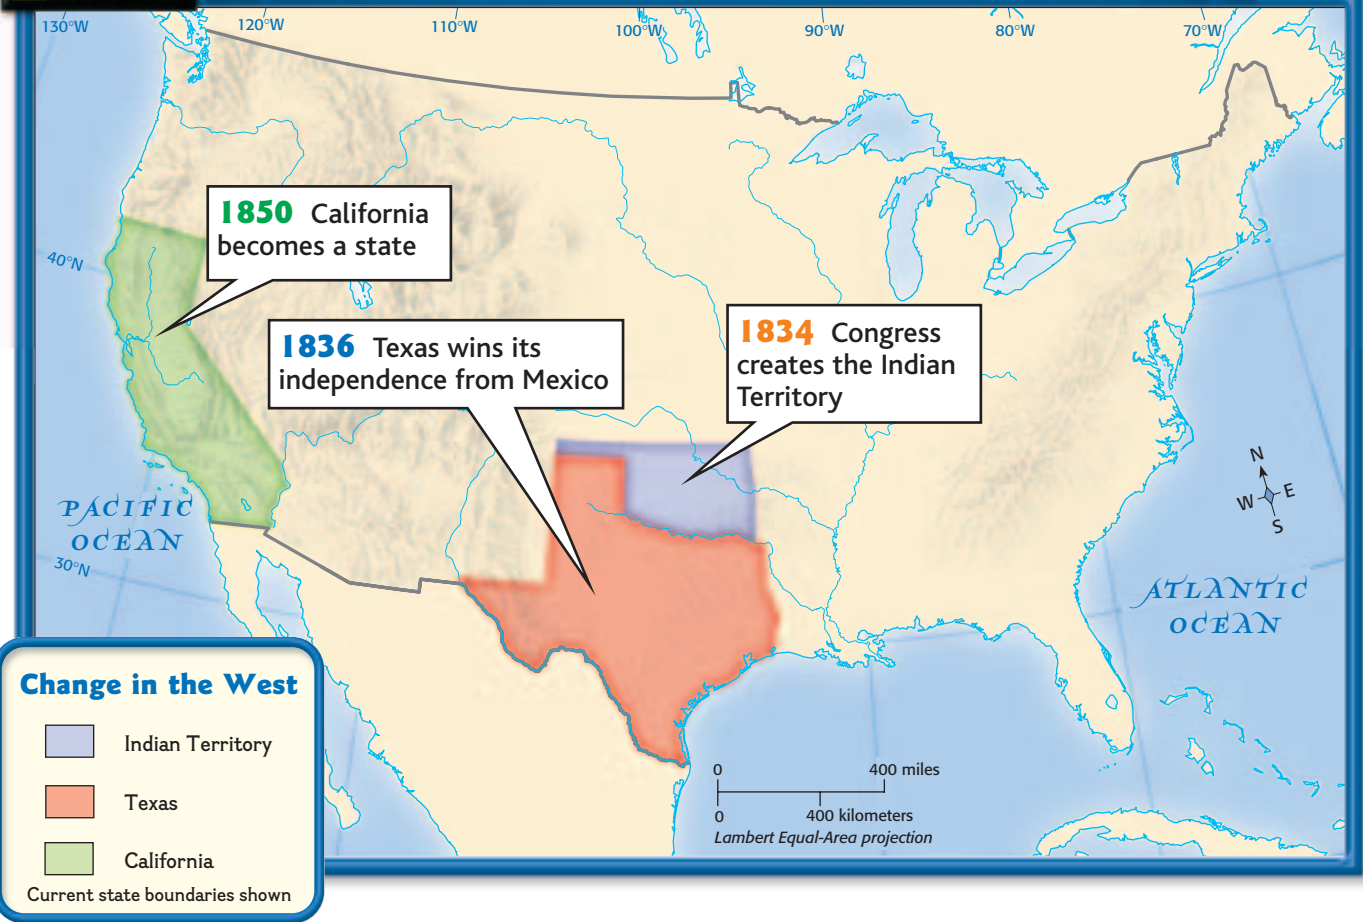 130°W
120°W
110°W
100°W
90°W
80°W
70°W
1850 California
becomes a state
40°N
1836 Texas wins its
independence from Mexico
1834 Congress
creates the Indian
Territory
N
W
E
S
PACIFIC
OCEAN
30°N
ATLANTIC
OCEAN
Change in the West
Indian Territory
Texas
California
Current state boundaries shown
0
400 miles
0
400 kilometers
Lambert Equal-Area projection